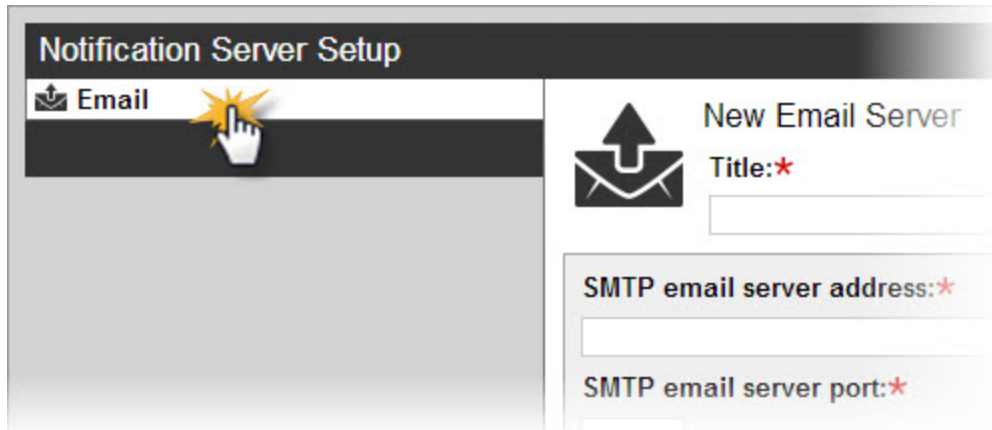 Notification Server Setup
Email
New Email Server
Title:*
SMTP email server address:*
SMTP email server port:*